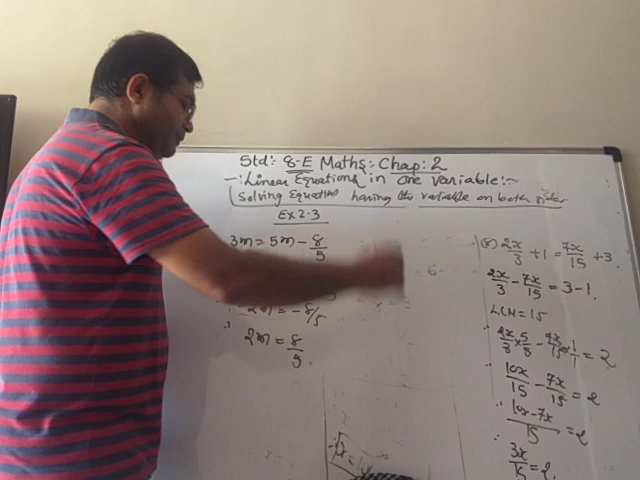 Std:- 8-E Maths:- Chap: 2
-: Linear Equations in One Variable :-
Solving Equations having the variable on both sides
EX 2.3
3m = 5m - 8/5
-2m = -8/5
∴ 2m = 8/5.
(8) 2x/3 + 1 = 7x/15 + 3.
2x/3 - 7x/15 = 3 - 1.
LCM = 15
2x/3 × 5/5 - 7x/15 × 1/1 = 2
10x/15 - 7x/15 = 2
∴ 10x - 7x/15 = 2
∴ 3x/15 = 2.